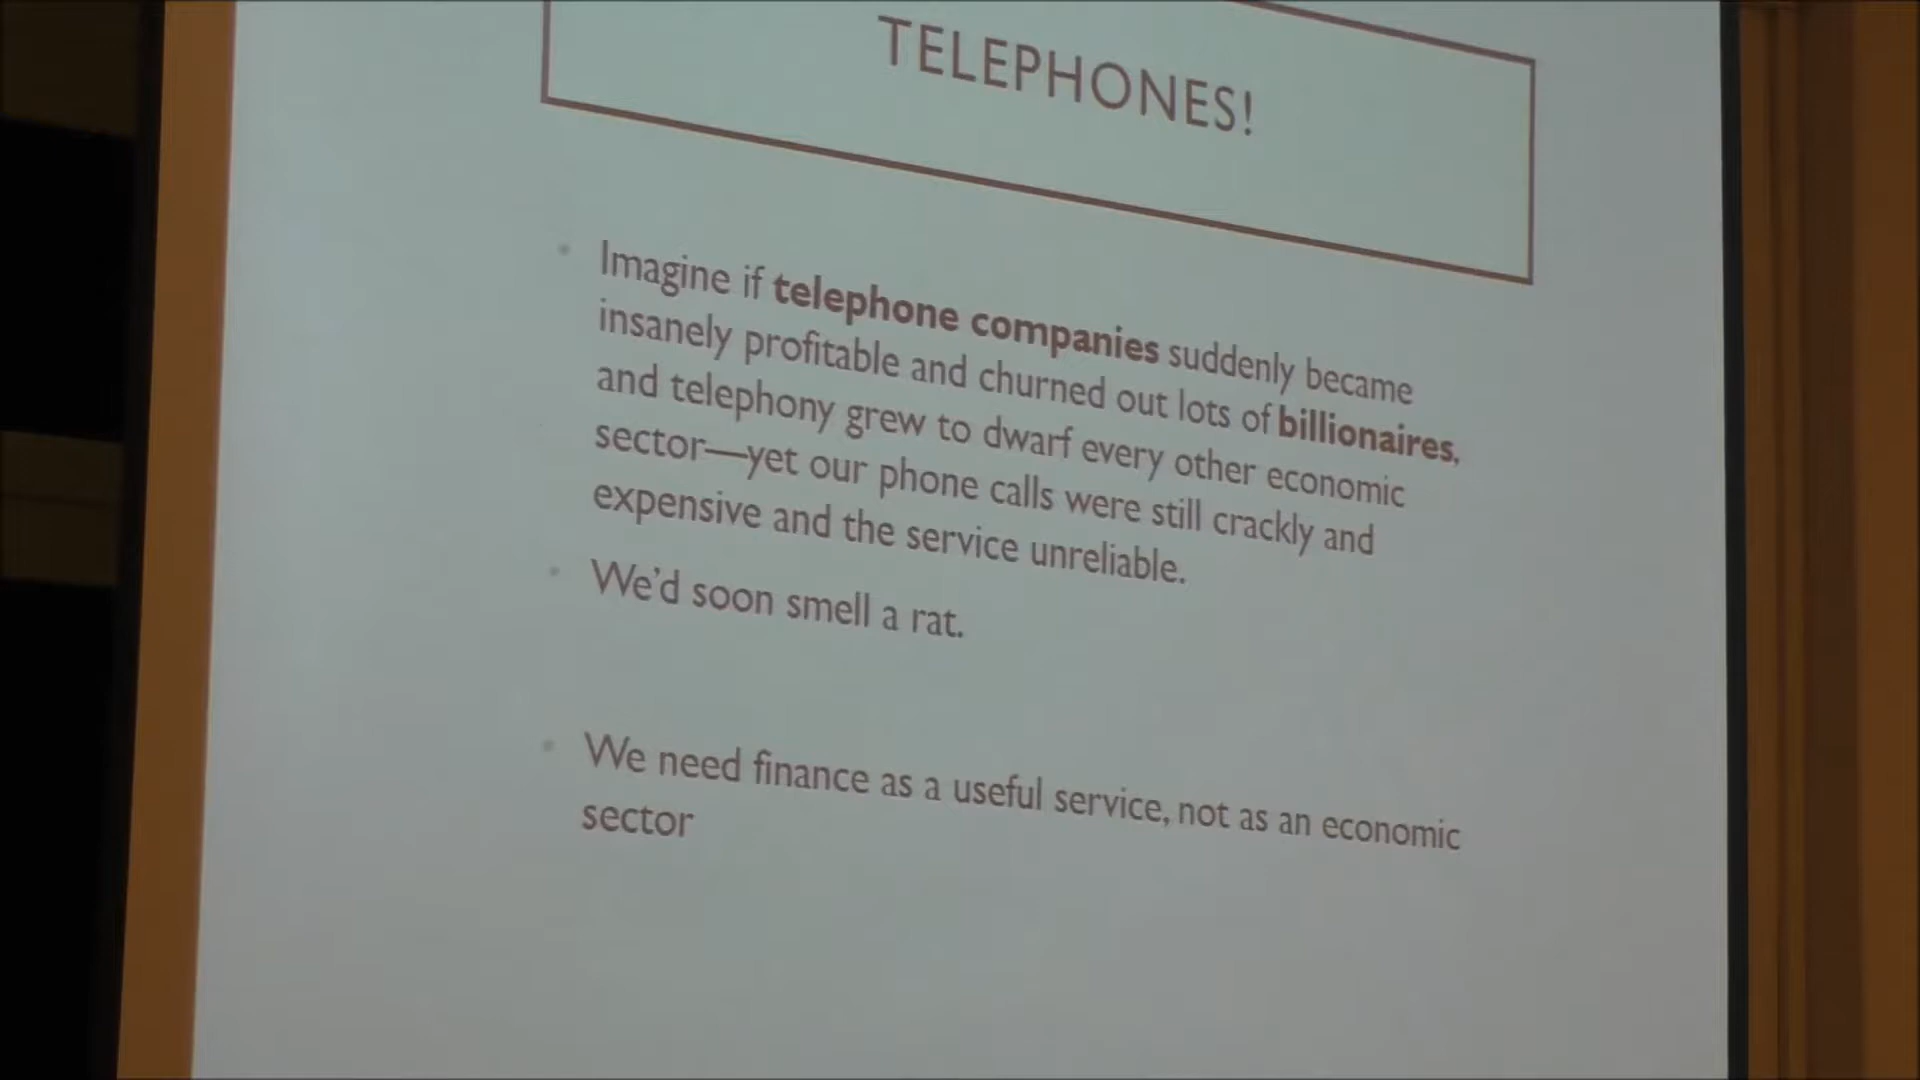 TELEPHONES!
Imagine if telephone companies suddenly became
insanely profitable and churned out lots of billionaires,
and telephony grew to dwarf every other economic
sector—yet our phone calls were still crackly and
expensive and the service unreliable.
We'd soon smell a rat.
We need finance as a useful service, not as an economic
sector